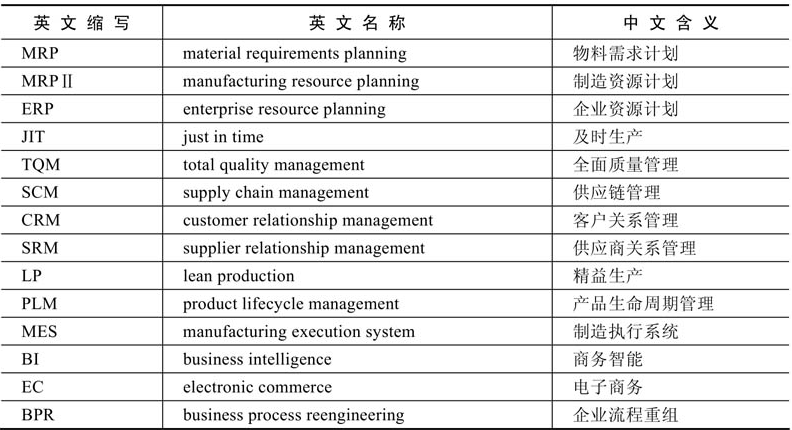 英文缩写 英文名称 中文含义
MRP material requirements planning 物料需求计划
MRPⅡ manufacturing resource planning 制造资源计划
ERP enterprise resource planning 企业资源计划
JIT just in time 及时生产
TQM total quality management 全面质量管理
SCM supply chain management 供应链管理
CRM customer relationship management 客户关系管理
SRM supplier relationship management 供应商关系管理
LP lean production 精益生产
PLM product lifecycle management 产品生命周期管理
MES manufacturing execution system 制造执行系统
BI business intelligence 商务智能
EC electronic commerce 电子商务
BPR business process reengineering 企业流程重组